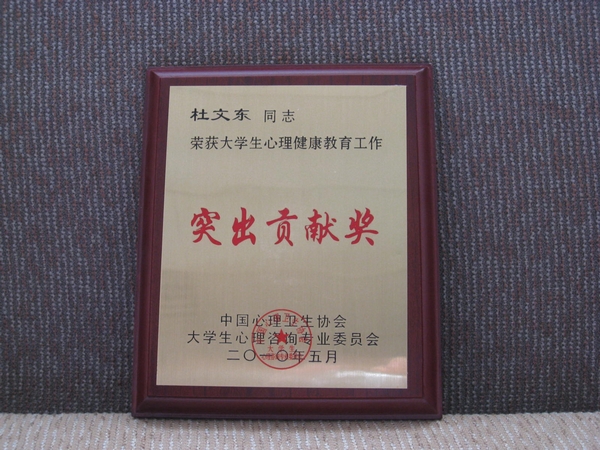 杜文东 同志
荣获大学生心理健康教育工作
突出贡献奖
中国心理卫生协会
大学生心理咨询专业委员会
二〇一〇年五月